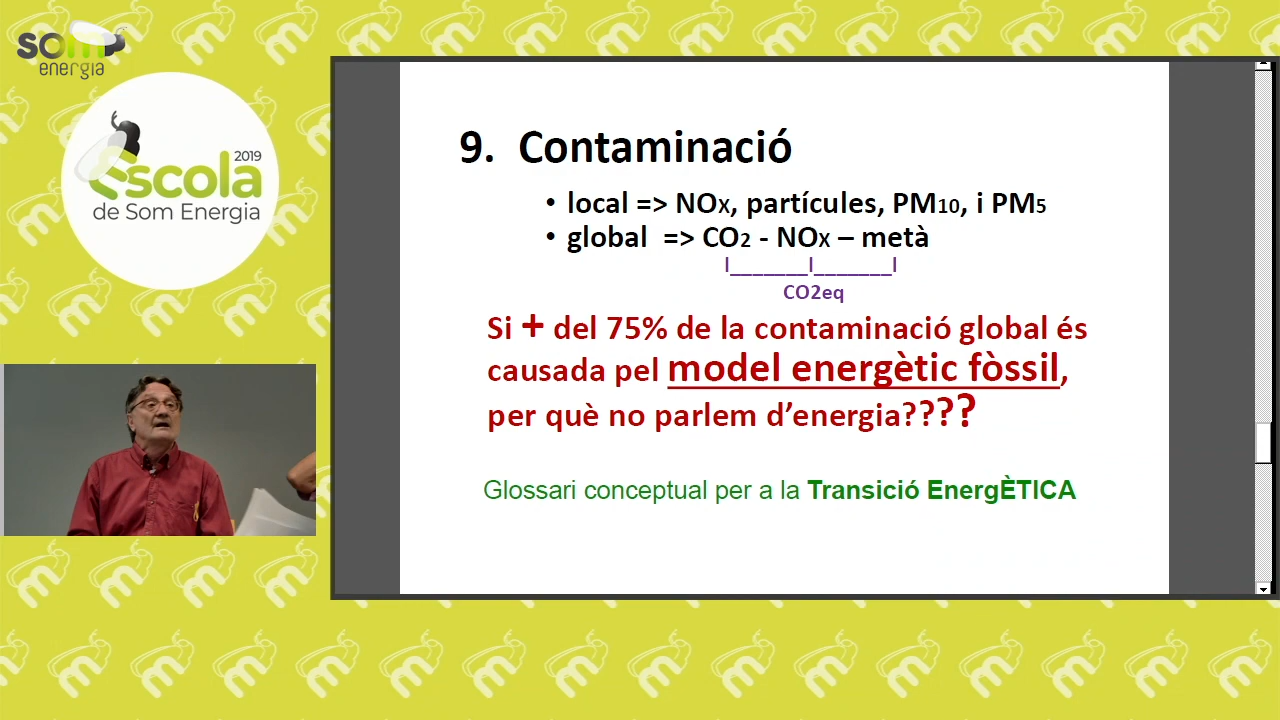 som
energia
2019
Escola
de Som Energia
9. Contaminació
• local => NOX, partícules, PM10, i PM5
• global => CO2 - NOX – metà
I_______I_______I
CO2eq
Si + del 75% de la contaminació global és
causada pel model energètic fòssil,
per què no parlem d’energia????
Glossari conceptual per a la Transició EnergÈTICA